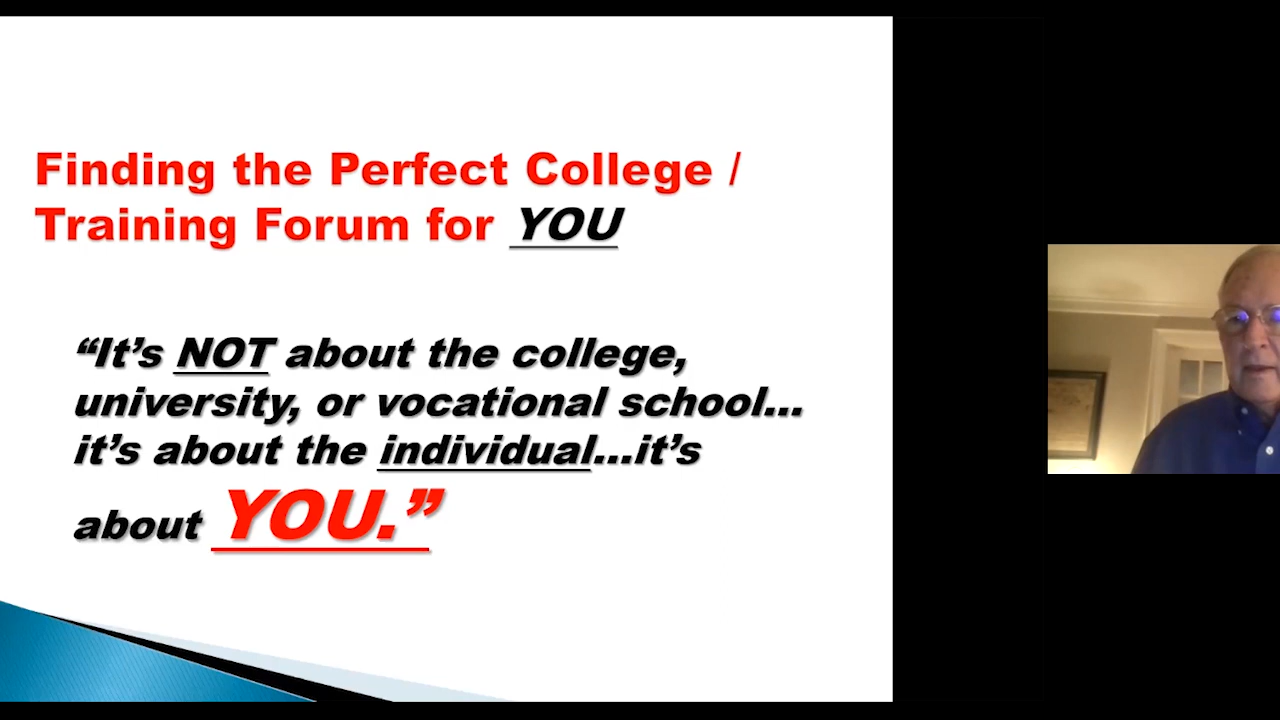 Finding the Perfect College /
Training Forum for YOU
“It’s NOT about the college,
university, or vocational school...
it’s about the individual...it’s
about YOU.”